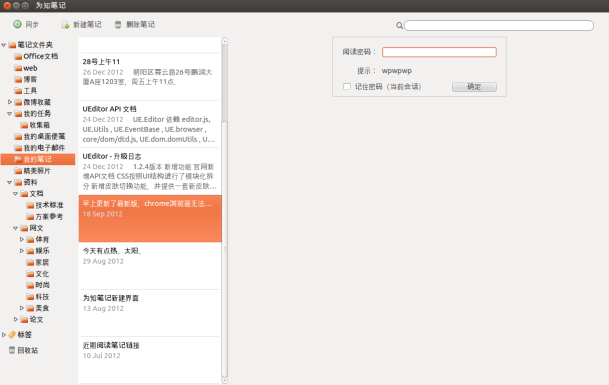 为知笔记
同步
新建笔记
删除笔记
笔记文件夹
Office文档
web
博客
工具
微博收藏
我的任务
收集箱
我的桌面便笺
我的电子邮件
我的笔记
精美照片
资料
文档
技术标准
方案参考
网文
体育
娱乐
家居
文化
时尚
科技
美食
论文
标签
回收站
28号上午11
26 Dec 2012 朝阳区霄云路26号鹏润大
厦A座1203室，周五上午11点。
UEditor API 文档
24 Dec 2012 UE.Editor 依赖 editor.js,
UE.Utils , UE.EventBase , UE.browser ,
core/dom/dtd.js, UE.dom.domUtils , U...
UEditor - 升级日志
24 Dec 2012 1.2.4版本 新增功能 官网新
增API文档 CSS按照UI结构进行了模块化拆
分 新增皮肤切换功能，并提供一套新皮肤...
早上更新了最新版，chrome浏览器无法...
18 Sep 2012
今天有点热，太阳。
29 Aug 2012
为知笔记新建界面
13 Aug 2012
近期阅读笔记链接
10 Jul 2012
阅读密码：
提示： wpwpwp
记住密码（当前会话）
确定